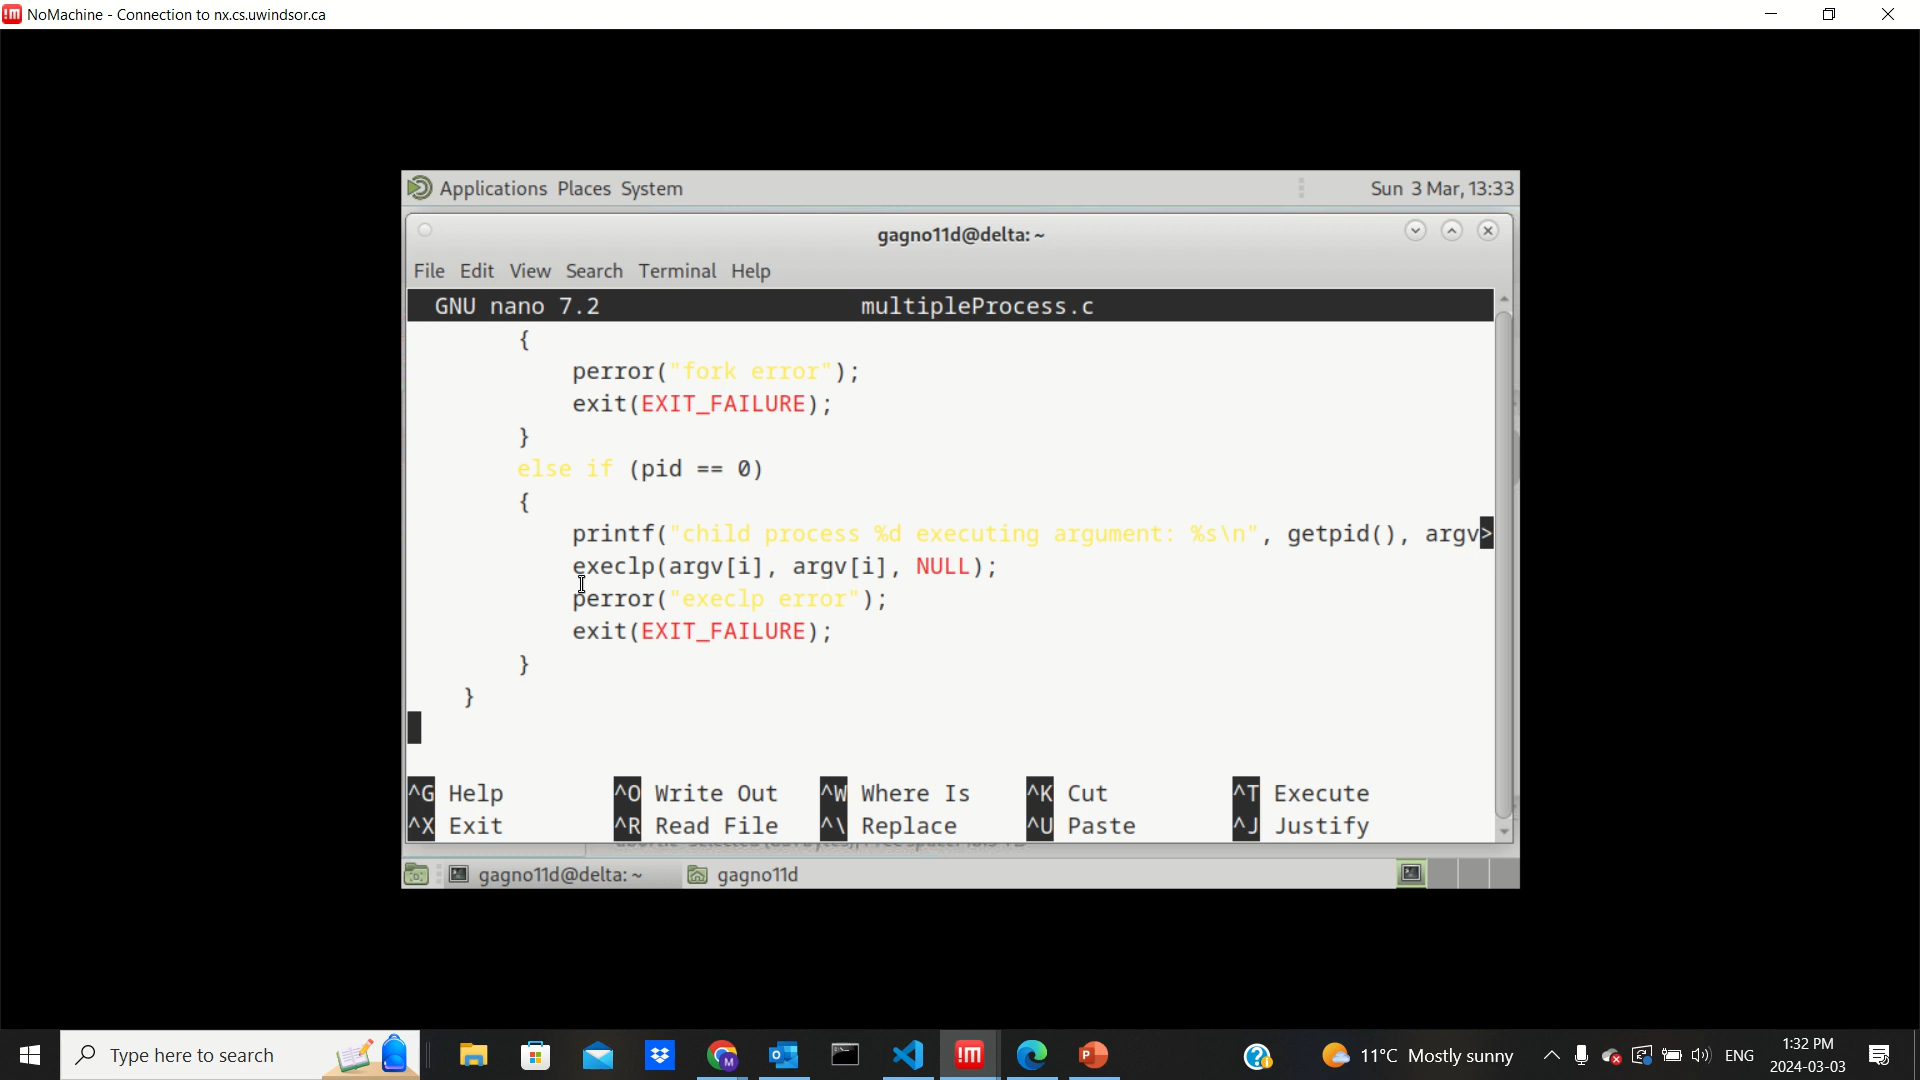 NoMachine - Connection to nx.cs.uwindsor.ca
Applications Places System
Sun 3 Mar, 13:33
gagno11d@delta: ~
File Edit View Search Terminal Help
GNU nano 7.2 multipleProcess.c
{
perror("fork error");
exit(EXIT_FAILURE);
}
else if (pid == 0)
{
printf("child process %d executing argument: %s\n", getpid(), argv>
execlp(argv[i], argv[i], NULL);
perror("execlp error");
exit(EXIT_FAILURE);
}
}
^G Help ^O Write Out ^W Where Is ^K Cut ^T Execute
^X Exit ^R Read File ^\ Replace ^U Paste ^J Justify
gagno11d@delta: ~ gagno11d
Type here to search
11°C Mostly sunny
ENG
1:32 PM
2024-03-03